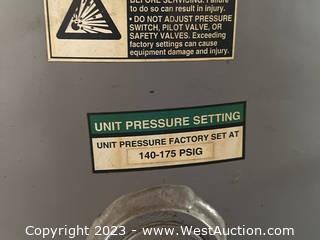 BEFORE SERVICING. Failure
to do so can result in injury.
• DO NOT ADJUST PRESSURE
SWITCH, PILOT VALVE, OR
SAFETY VALVES. Exceeding
factory settings can cause
equipment damage and injury.
UNIT PRESSURE SETTING
UNIT PRESSURE FACTORY SET AT
140-175 PSIG
Copyright 2023 - www.WestAuction.com